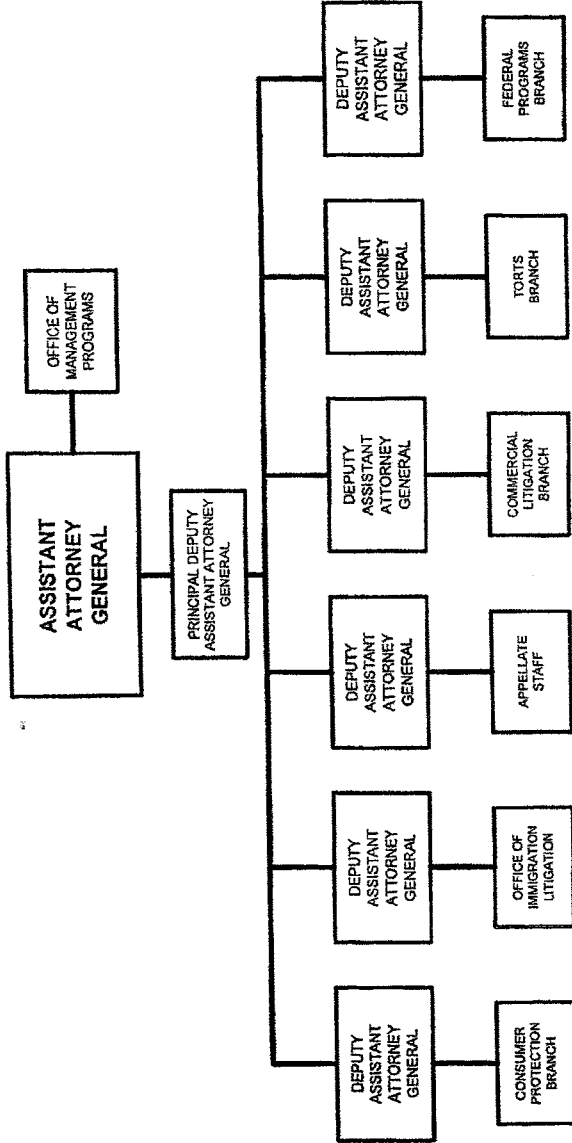 ASSISTANT
ATTORNEY
GENERAL
OFFICE OF
MANAGEMENT
PROGRAMS
PRINCIPAL DEPUTY
ASSISTANT ATTORNEY
GENERAL
DEPUTY
ASSISTANT
ATTORNEY
GENERAL
DEPUTY
ASSISTANT
ATTORNEY
GENERAL
DEPUTY
ASSISTANT
ATTORNEY
GENERAL
DEPUTY
ASSISTANT
ATTORNEY
GENERAL
DEPUTY
ASSISTANT
ATTORNEY
GENERAL
DEPUTY
ASSISTANT
ATTORNEY
GENERAL
CONSUMER
PROTECTION
BRANCH
OFFICE OF
IMMIGRATION
LITIGATION
APPELLATE
STAFF
COMMERCIAL
LITIGATION
BRANCH
TORTS
BRANCH
FEDERAL
PROGRAMS
BRANCH